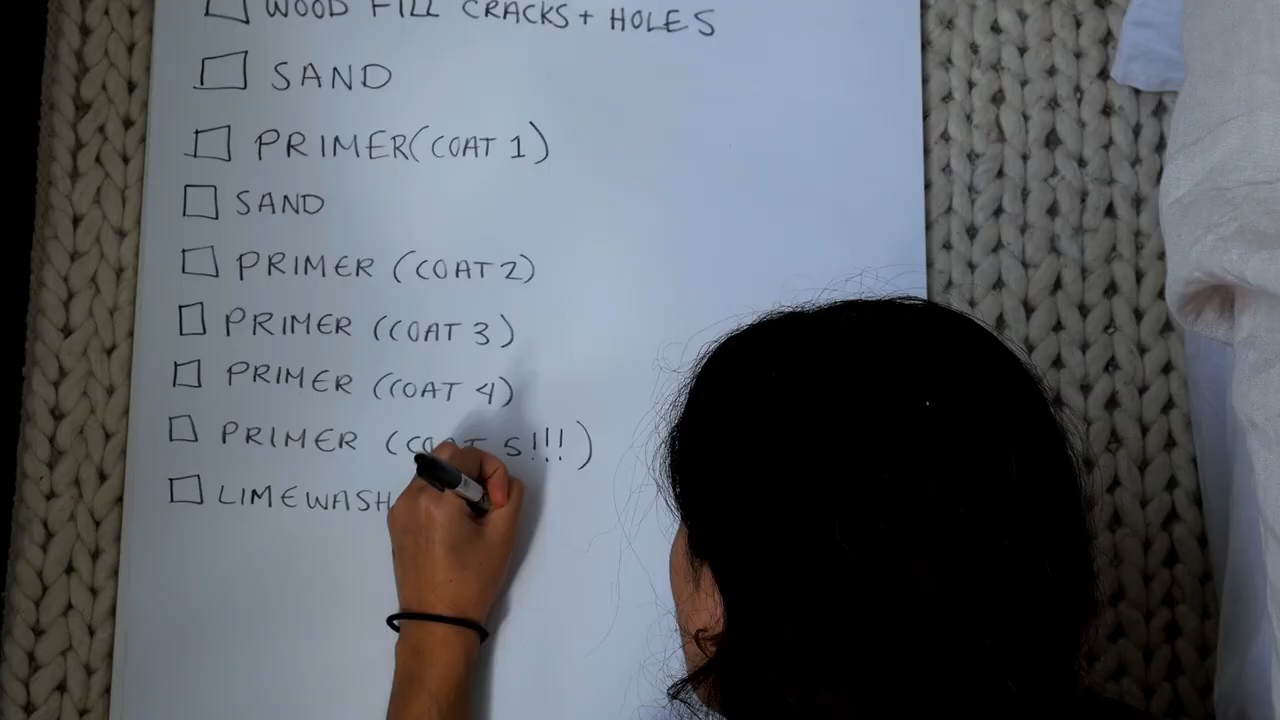 WOOD FILL CRACKS + HOLES
SAND
PRIMER (COAT 1)
SAND
PRIMER (COAT 2)
PRIMER (COAT 3)
PRIMER (COAT 4)
PRIMER (COAT 5!!!)
LIMEWASH